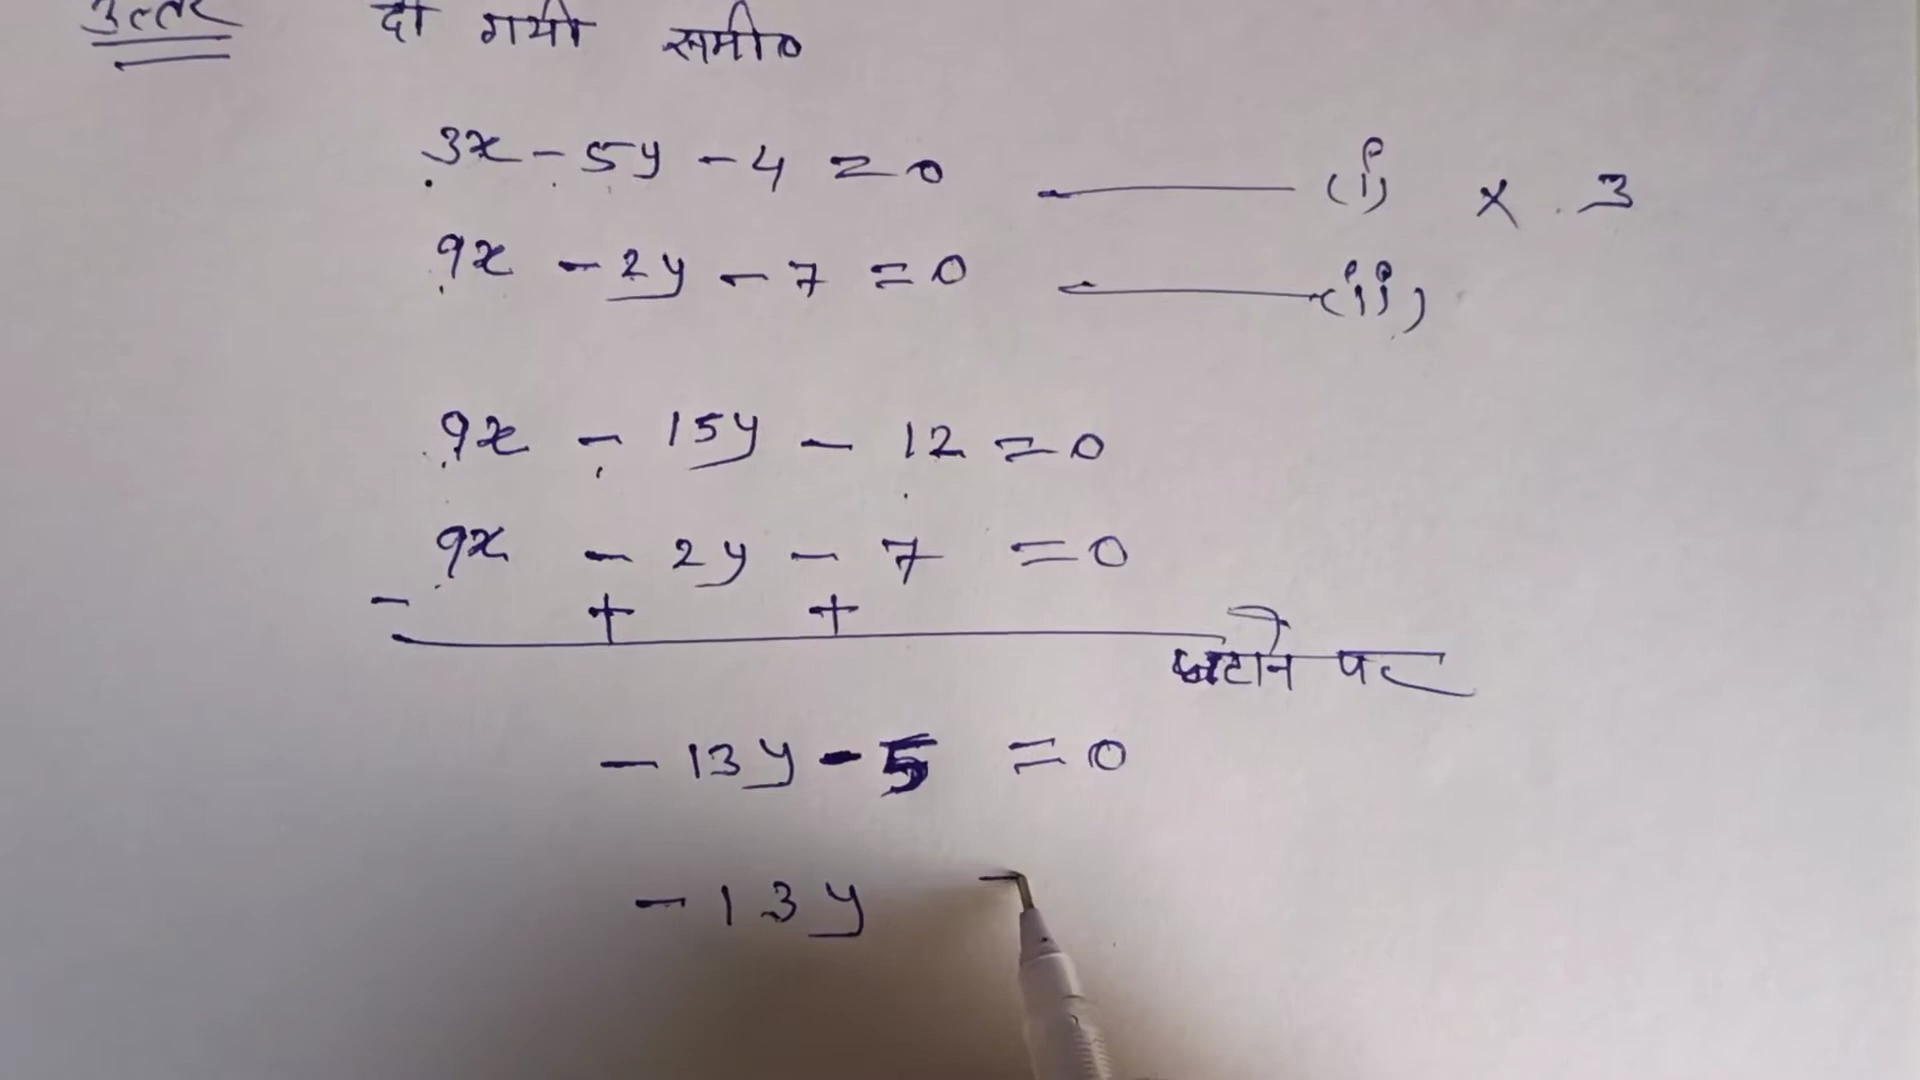 उत्तर दी गयी समी०
3x - 5y - 4 = 0 (i) × 3
9x - 2y - 7 = 0 (ii)
9x - 15y - 12 = 0
9x - 2y - 7 = 0
- + +
घटाने पर
- 13y - 5 = 0
- 13y